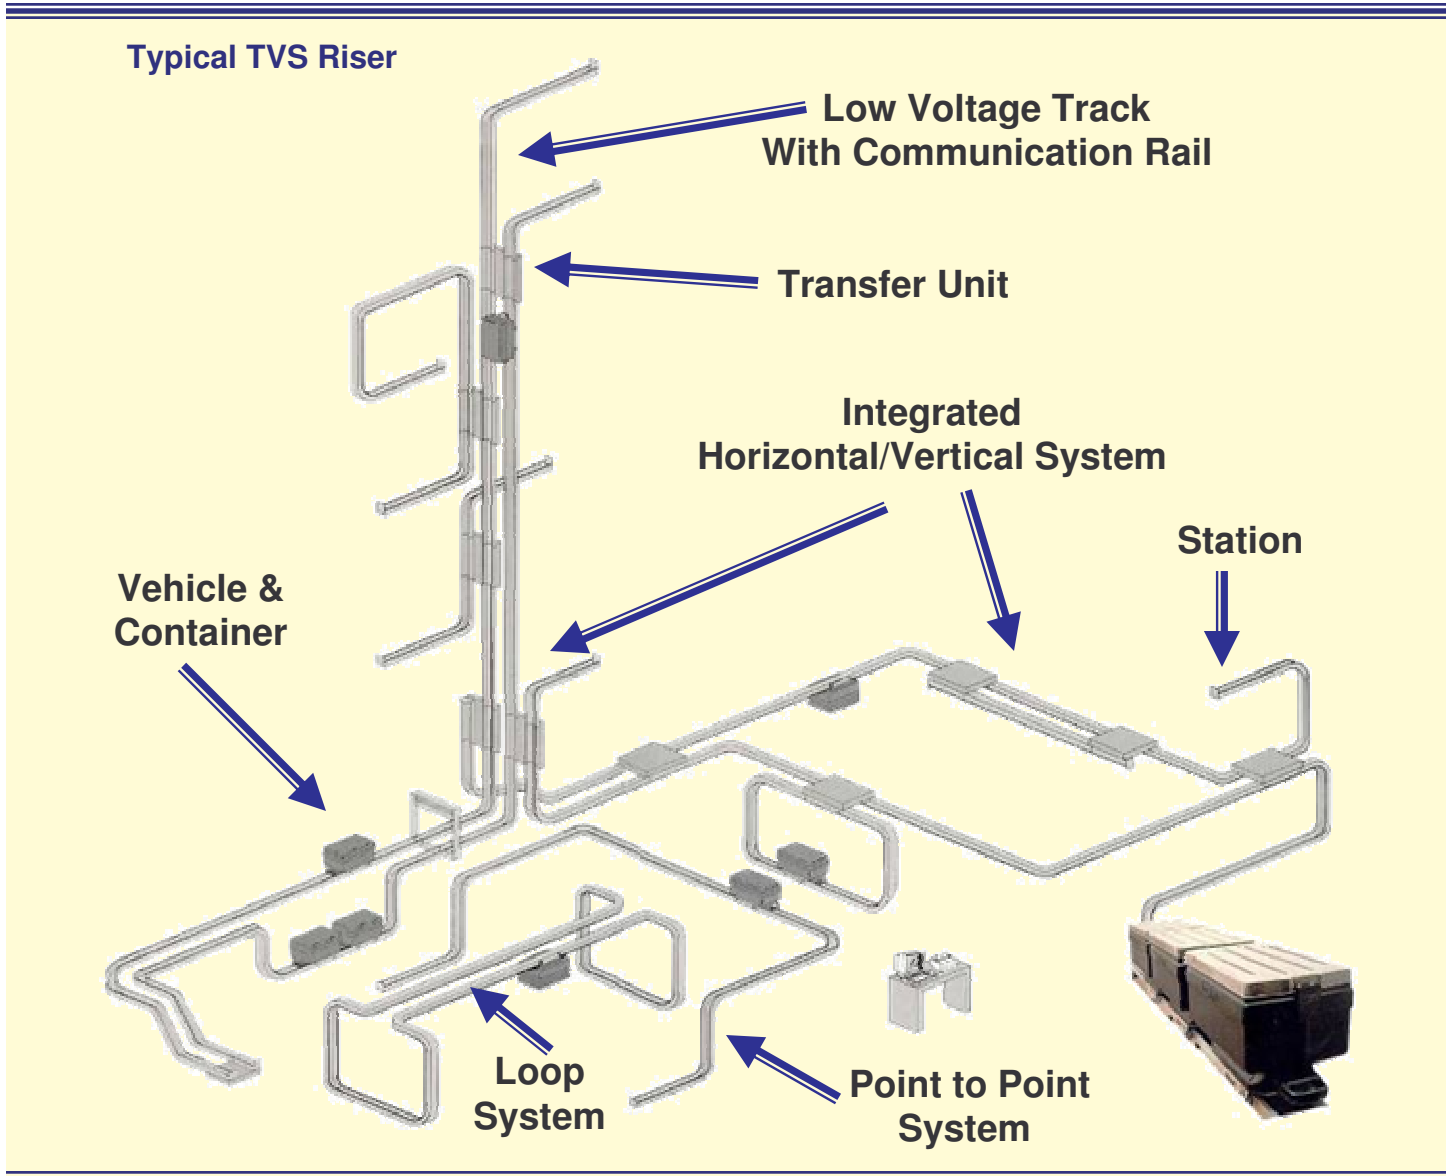 Typical TVS Riser
Low Voltage Track
With Communication Rail
Transfer Unit
Integrated
Horizontal/Vertical System
Station
Vehicle &
Container
Loop
System
Point to Point
System